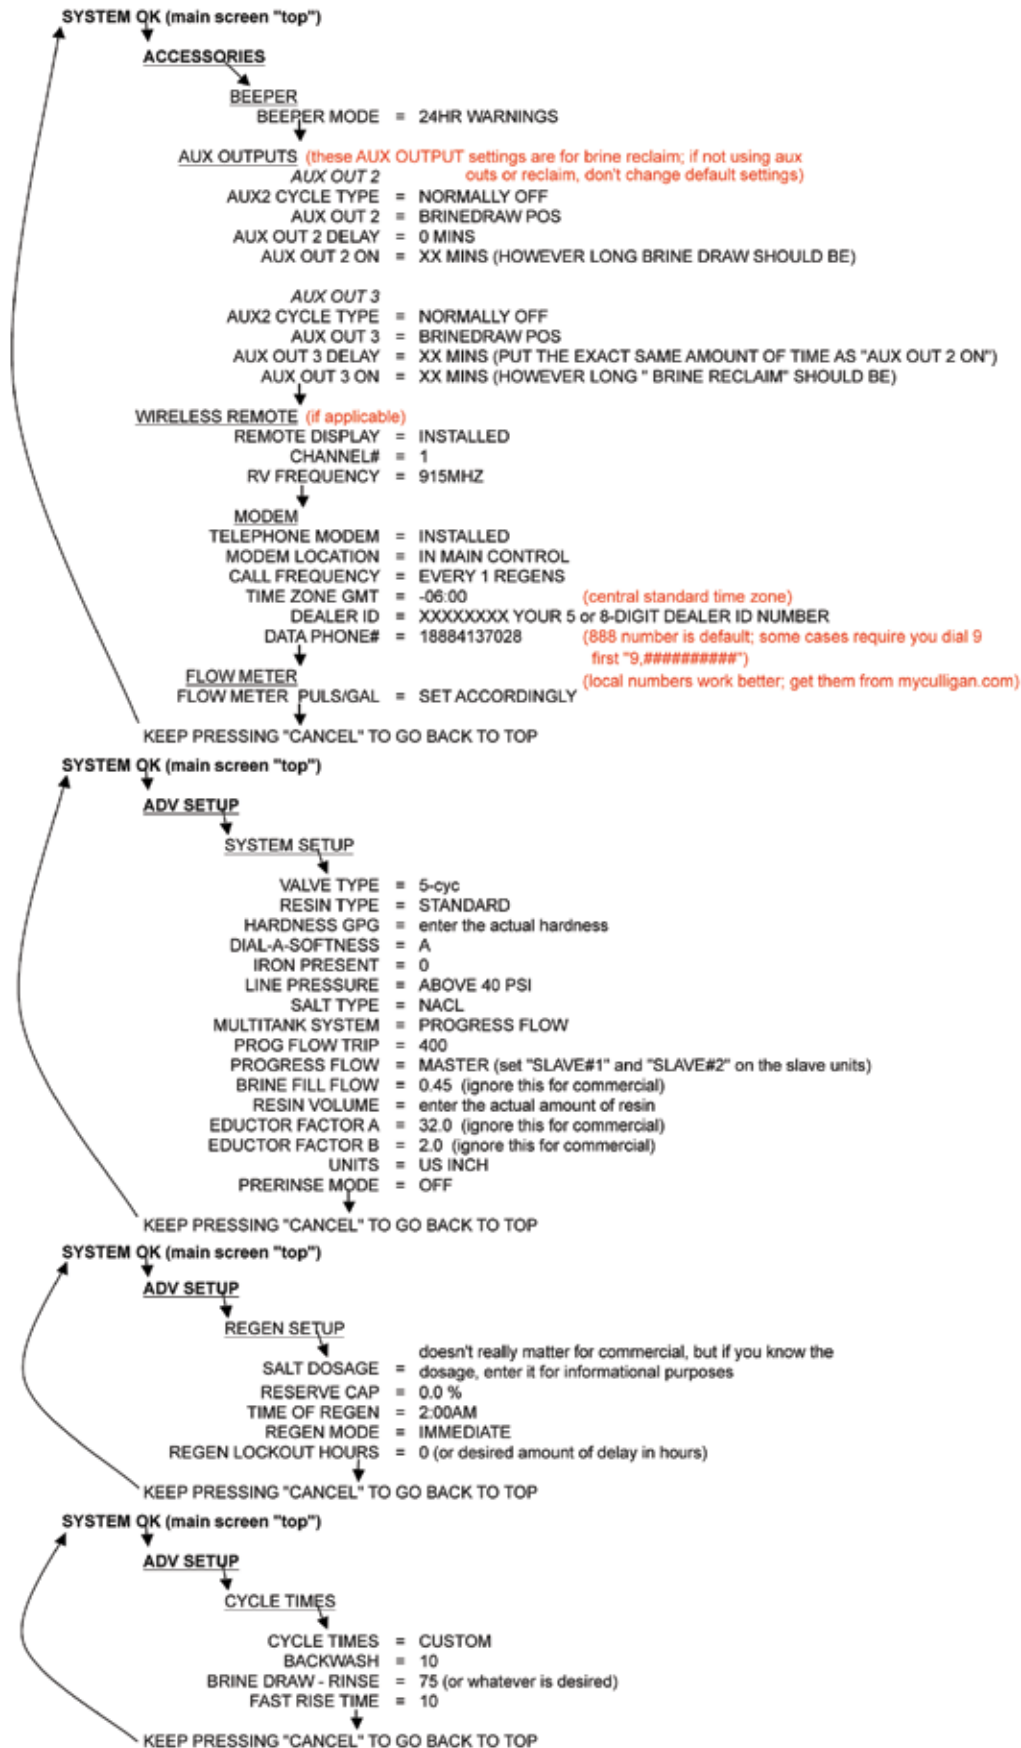 SYSTEM OK (main screen "top")
ACCESSORIES
BEEPER
BEEPER MODE = 24HR WARNINGS
AUX OUTPUTS (these AUX OUTPUT settings are for brine reclaim; if not using aux
AUX OUT 2 outs or reclaim, don't change default settings)
AUX2 CYCLE TYPE = NORMALLY OFF
AUX OUT 2 = BRINEDRAW POS
AUX OUT 2 DELAY = 0 MINS
AUX OUT 2 ON = XX MINS (HOWEVER LONG BRINE DRAW SHOULD BE)
AUX OUT 3
AUX2 CYCLE TYPE = NORMALLY OFF
AUX OUT 3 = BRINEDRAW POS
AUX OUT 3 DELAY = XX MINS (PUT THE EXACT SAME AMOUNT OF TIME AS "AUX OUT 2 ON")
AUX OUT 3 ON = XX MINS (HOWEVER LONG " BRINE RECLAIM" SHOULD BE)
WIRELESS REMOTE (if applicable)
REMOTE DISPLAY = INSTALLED
CHANNEL# = 1
RV FREQUENCY = 915MHZ
MODEM
TELEPHONE MODEM = INSTALLED
MODEM LOCATION = IN MAIN CONTROL
CALL FREQUENCY = EVERY 1 REGENS
TIME ZONE GMT = -06:00 (central standard time zone)
DEALER ID = XXXXXXXX YOUR 5 or 8-DIGIT DEALER ID NUMBER
DATA PHONE# = 18884137028 (888 number is default; some cases require you dial 9
first "9,##########")
FLOW METER (local numbers work better; get them from myculligan.com)
FLOW METER PULS/GAL = SET ACCORDINGLY
KEEP PRESSING "CANCEL" TO GO BACK TO TOP
SYSTEM OK (main screen "top")
ADV SETUP
SYSTEM SETUP
VALVE TYPE = 5-cyc
RESIN TYPE = STANDARD
HARDNESS GPG = enter the actual hardness
DIAL-A-SOFTNESS = A
IRON PRESENT = 0
LINE PRESSURE = ABOVE 40 PSI
SALT TYPE = NACL
MULTITANK SYSTEM = PROGRESS FLOW
PROG FLOW TRIP = 400
PROGRESS FLOW = MASTER (set "SLAVE#1" and "SLAVE#2" on the slave units)
BRINE FILL FLOW = 0.45 (ignore this for commercial)
RESIN VOLUME = enter the actual amount of resin
EDUCTOR FACTOR A = 32.0 (ignore this for commercial)
EDUCTOR FACTOR B = 2.0 (ignore this for commercial)
UNITS = US INCH
PRERINSE MODE = OFF
KEEP PRESSING "CANCEL" TO GO BACK TO TOP
SYSTEM OK (main screen "top")
ADV SETUP
REGEN SETUP
doesn't really matter for commercial, but if you know the
SALT DOSAGE = dosage, enter it for informational purposes
RESERVE CAP = 0.0 %
TIME OF REGEN = 2:00AM
REGEN MODE = IMMEDIATE
REGEN LOCKOUT HOURS = 0 (or desired amount of delay in hours)
KEEP PRESSING "CANCEL" TO GO BACK TO TOP
SYSTEM OK (main screen "top")
ADV SETUP
CYCLE TIMES
CYCLE TIMES = CUSTOM
BACKWASH = 10
BRINE DRAW - RINSE = 75 (or whatever is desired)
FAST RISE TIME = 10
KEEP PRESSING "CANCEL" TO GO BACK TO TOP